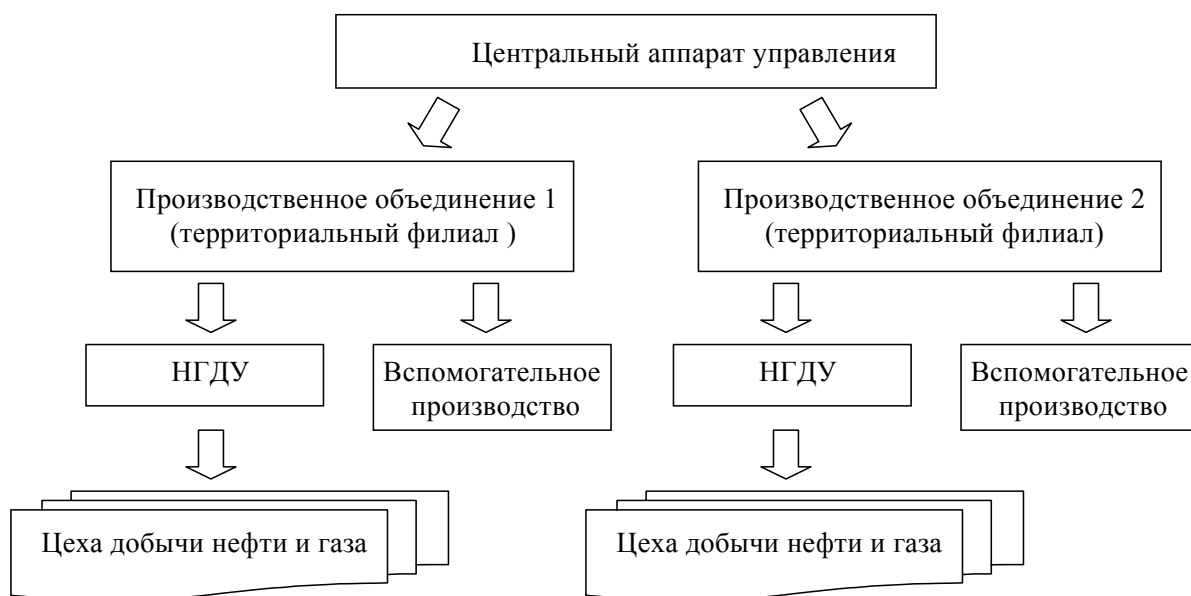 Центральный аппарат управления
Производственное объединение 1
(территориальный филиал )
Производственное объединение 2
(территориальный филиал)
НГДУ
Вспомогательное
производство
НГДУ
Вспомогательное
производство
Цеха добычи нефти и газа
Цеха добычи нефти и газа